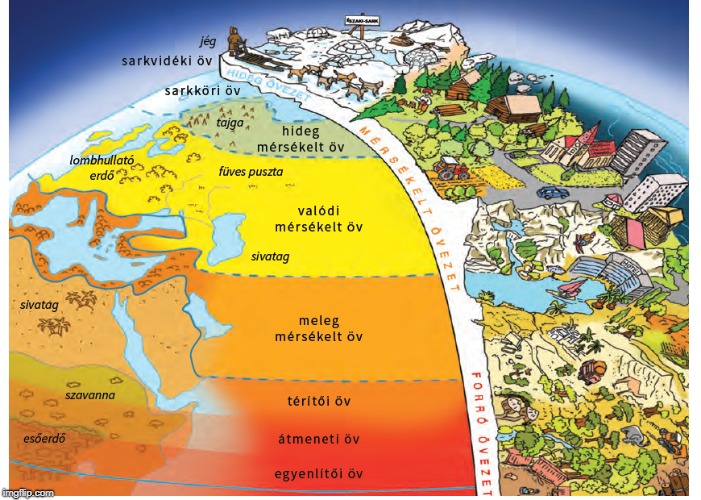 ÉSZAKI-SARK
jég
sarkvidéki öv
HIDEG ÖVEZET
sarkköri öv
tajga
hideg
mérsékelt öv
MÉRSÉKELT ÖVEZET
lombhullató
erdő
füves puszta
valódi
mérsékelt öv
sivatag
sivatag
meleg
mérsékelt öv
FORRÓ ÖVEZET
szavanna
térítői öv
esőerdő
átmeneti öv
egyenlítői öv
imgflip.com